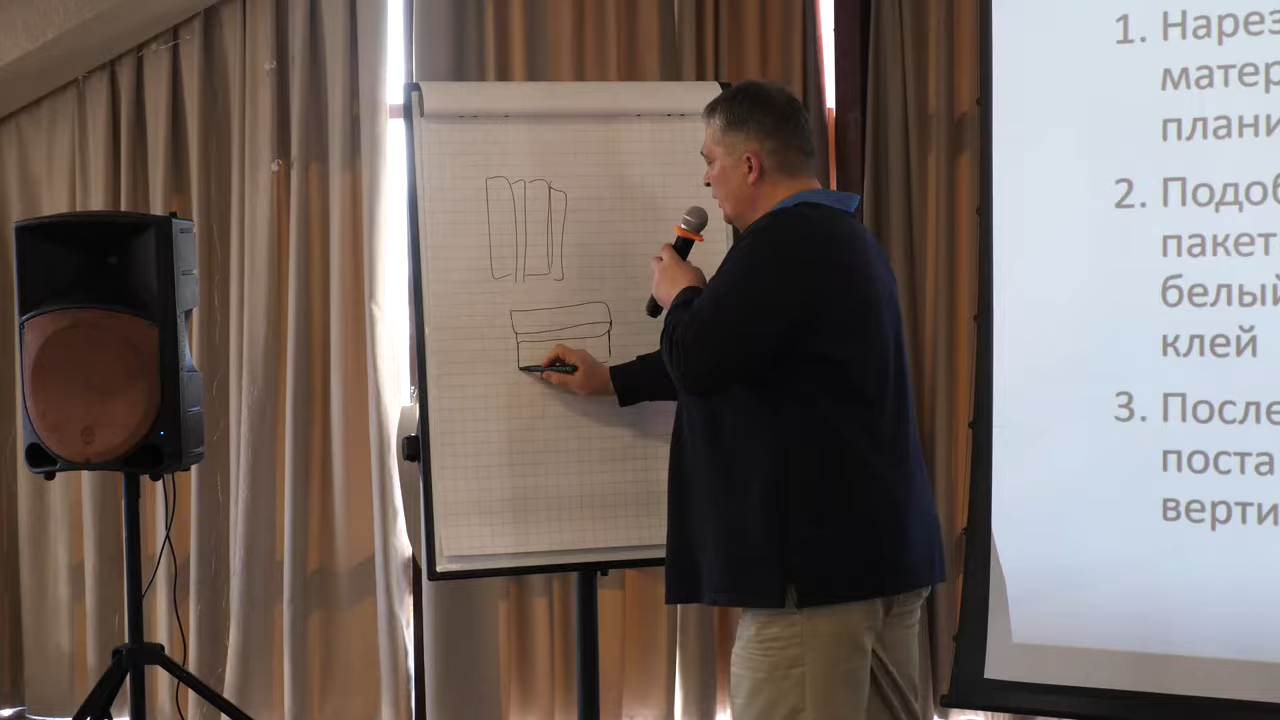 1. Нарез
матер
плани
2. Подоб
пакет
белый
клей
3. После
поста
верти